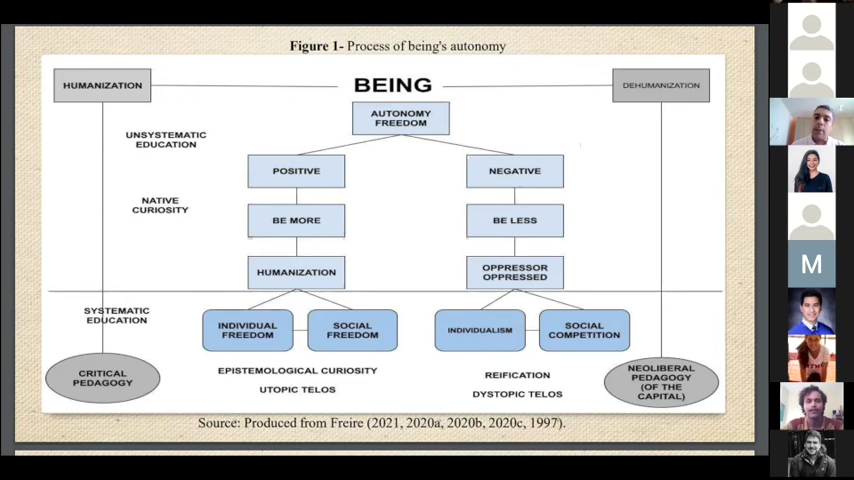 Figure 1- Process of being's autonomy
HUMANIZATION
BEING
DEHUMANIZATION
AUTONOMY
FREEDOM
UNSYSTEMATIC
EDUCATION
POSITIVE
NEGATIVE
NATIVE
CURIOSITY
BE MORE
BE LESS
HUMANIZATION
OPPRESSOR
OPPRESSED
SYSTEMATIC
EDUCATION
INDIVIDUAL
FREEDOM
SOCIAL
FREEDOM
INDIVIDUALISM
SOCIAL
COMPETITION
CRITICAL
PEDAGOGY
EPISTEMOLOGICAL CURIOSITY
UTOPIC TELOS
REIFICATION
DYSTOPIC TELOS
NEOLIBERAL
PEDAGOGY
(OF THE
CAPITAL)
Source: Produced from Freire (2021, 2020a, 2020b, 2020c, 1997).
M